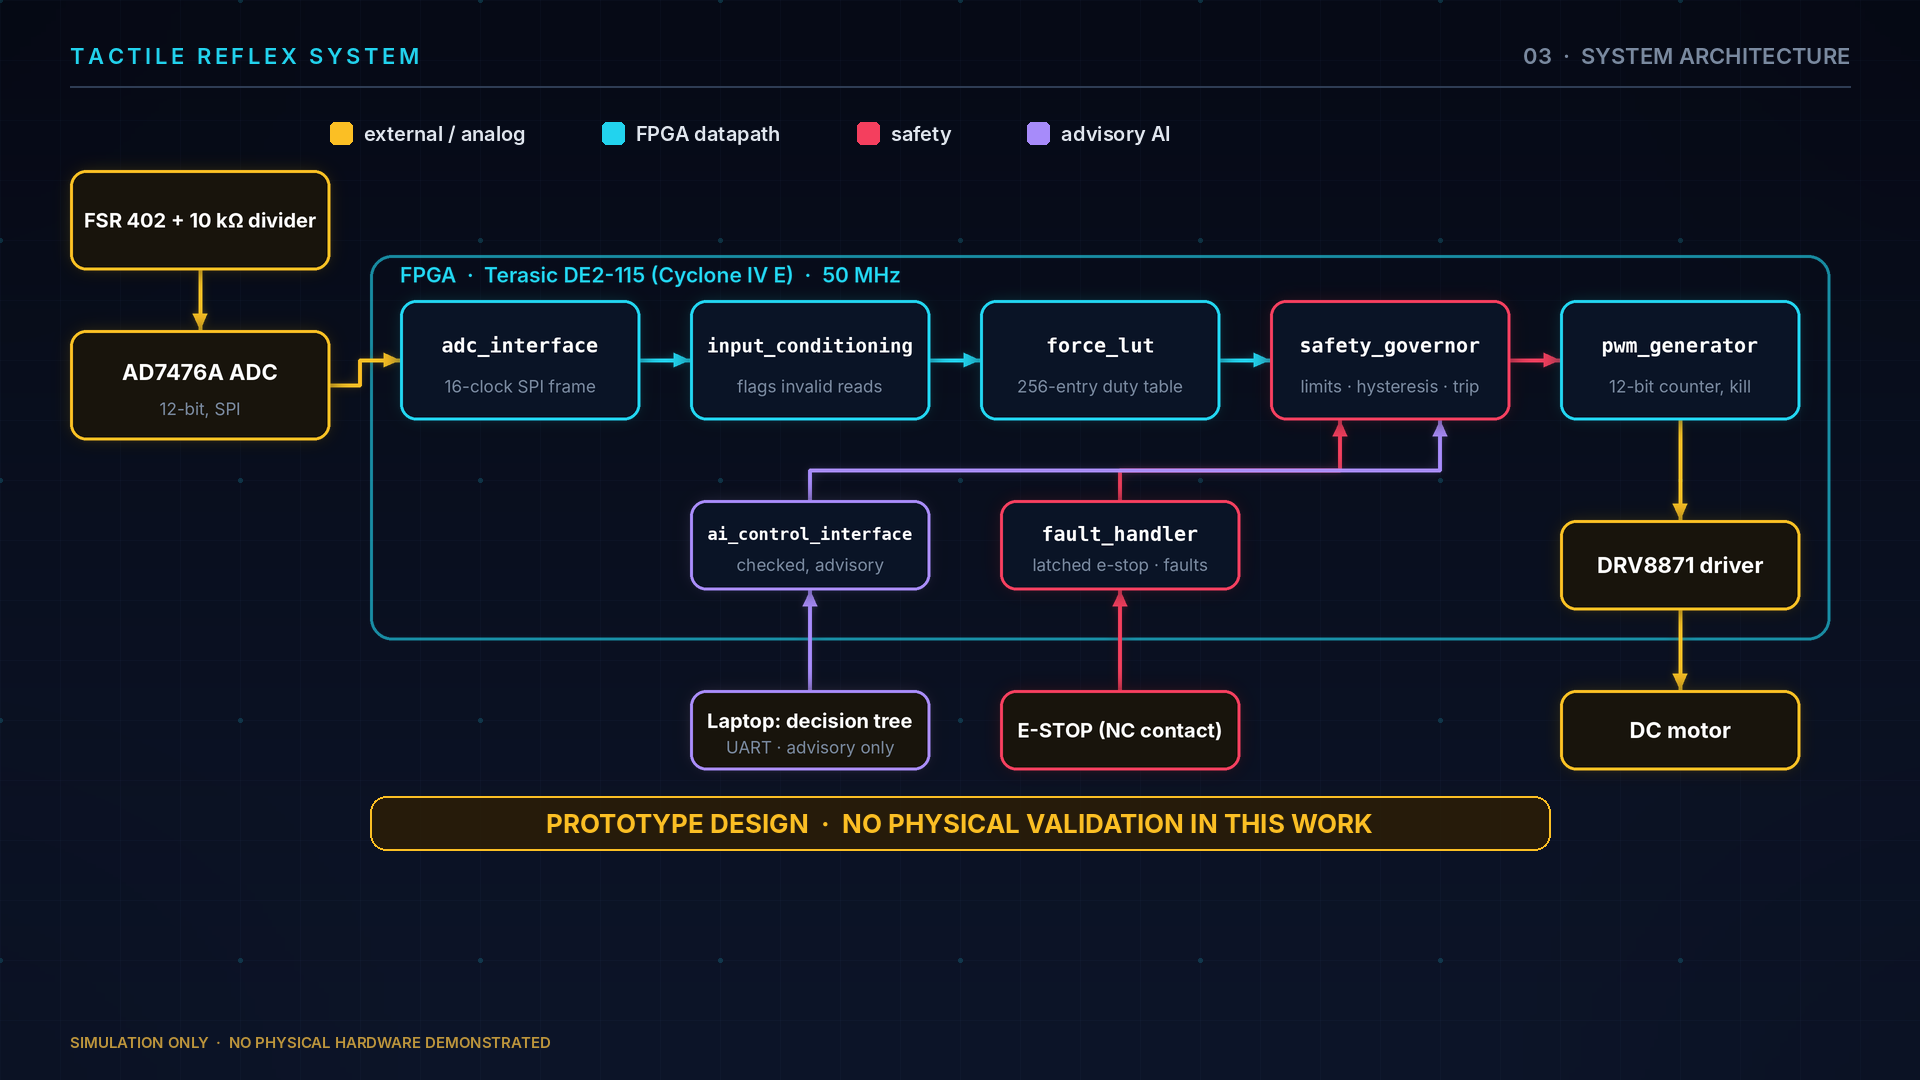 TACTILE REFLEX SYSTEM
03 · SYSTEM ARCHITECTURE
external / analog
FPGA datapath
safety
advisory AI
FSR 402 + 10 kΩ divider
AD7476A ADC
12-bit, SPI
FPGA · Terasic DE2-115 (Cyclone IV E) · 50 MHz
adc_interface
16-clock SPI frame
input_conditioning
flags invalid reads
force_lut
256-entry duty table
safety_governor
limits · hysteresis · trip
pwm_generator
12-bit counter, kill
ai_control_interface
checked, advisory
fault_handler
latched e-stop · faults
DRV8871 driver
Laptop: decision tree
UART · advisory only
E-STOP (NC contact)
DC motor
PROTOTYPE DESIGN · NO PHYSICAL VALIDATION IN THIS WORK
SIMULATION ONLY · NO PHYSICAL HARDWARE DEMONSTRATED